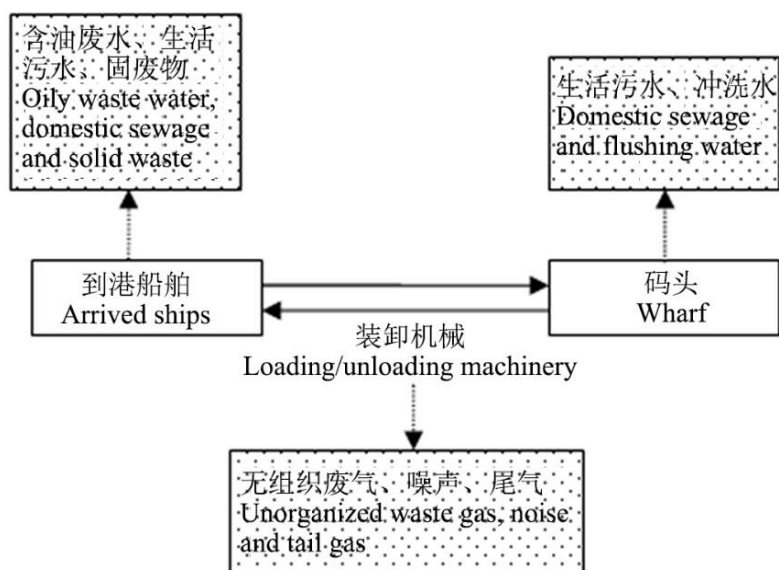 含油废水、生活
污水、固废物
Oily waste water,
domestic sewage
and solid waste
生活污水、冲洗水
Domestic sewage
and flushing water
到港船舶
Arrived ships
码头
Wharf
装卸机械
Loading/unloading machinery
无组织废气、噪声、尾气
Unorganized waste gas, noise
and tail gas